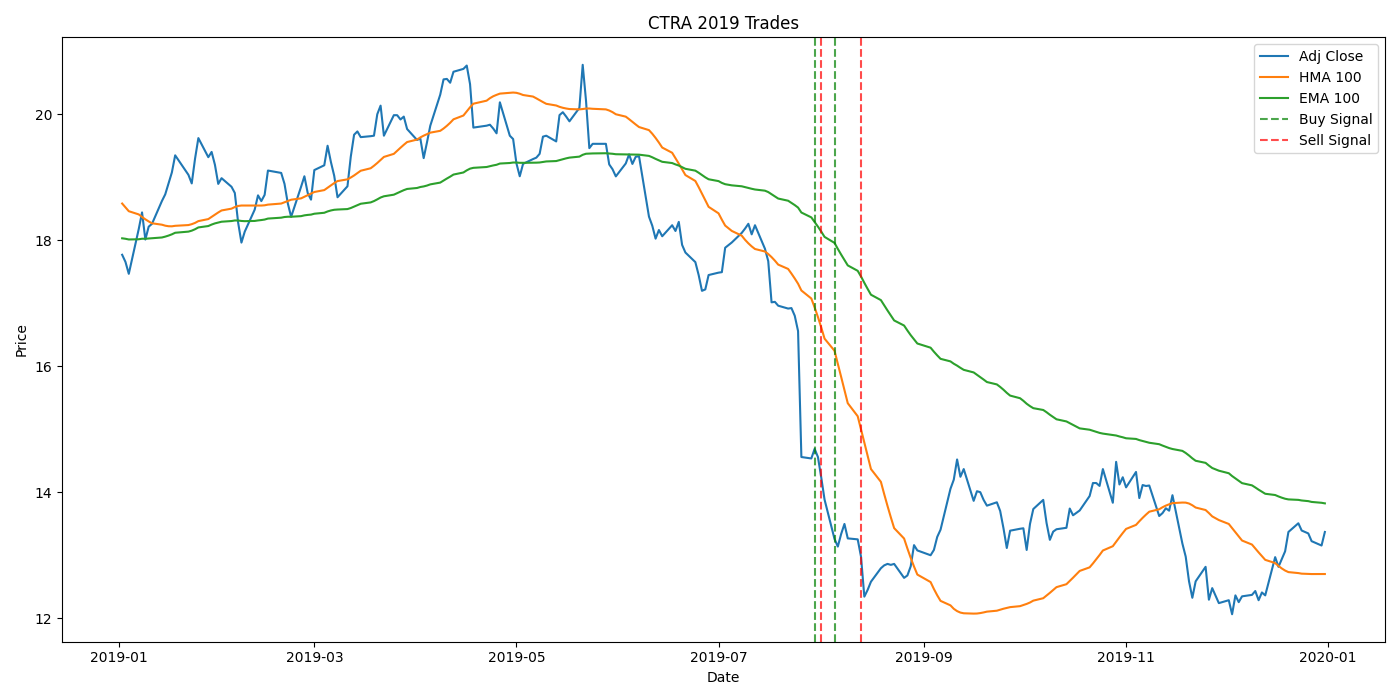 CTRA 2019 Trades
Adj Close
HMA 100
EMA 100
Buy Signal
Sell Signal
Price
20
18
16
14
12
2019-01
2019-03
2019-05
2019-07
2019-09
2019-11
2020-01
Date